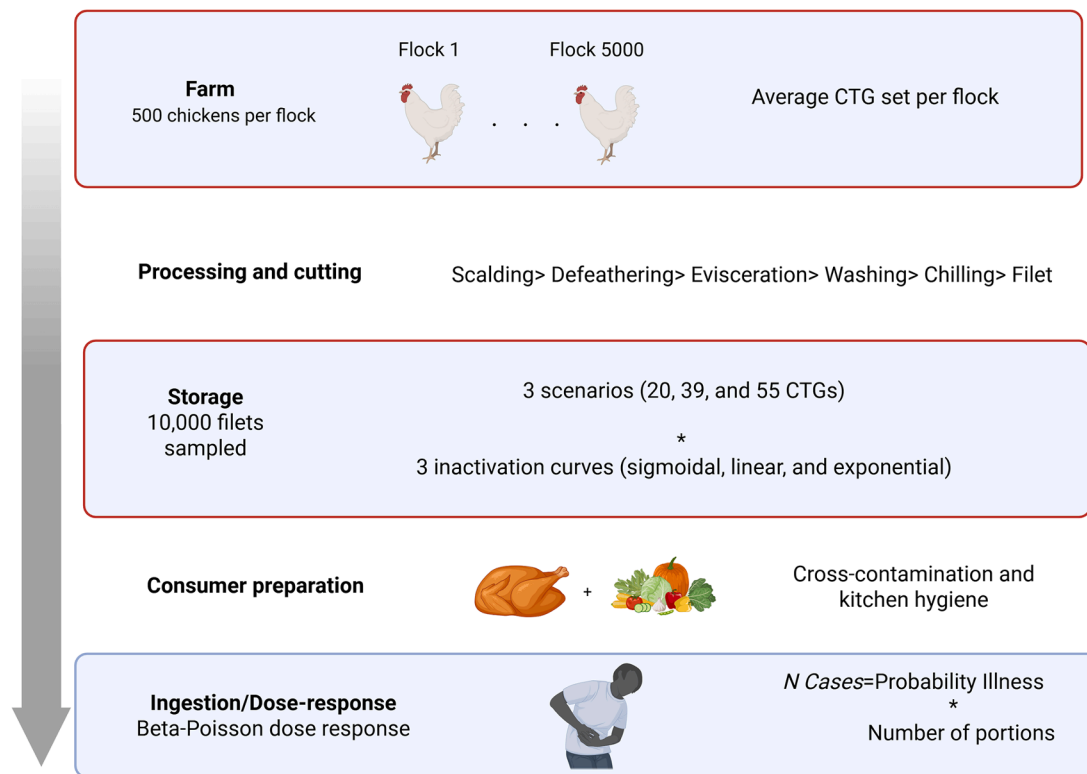 Flock 1
Flock 5000
Farm
500 chickens per flock
. . .
Average CTG set per flock
Processing and cutting
Scalding> Defeathering> Evisceration> Washing> Chilling> Filet
Storage
10,000 filets
sampled
3 scenarios (20, 39, and 55 CTGs)
*
3 inactivation curves (sigmoidal, linear, and exponential)
Consumer preparation
+
Cross-contamination and
kitchen hygiene
Ingestion/Dose-response
Beta-Poisson dose response
N Cases=Probability Illness
*
Number of portions